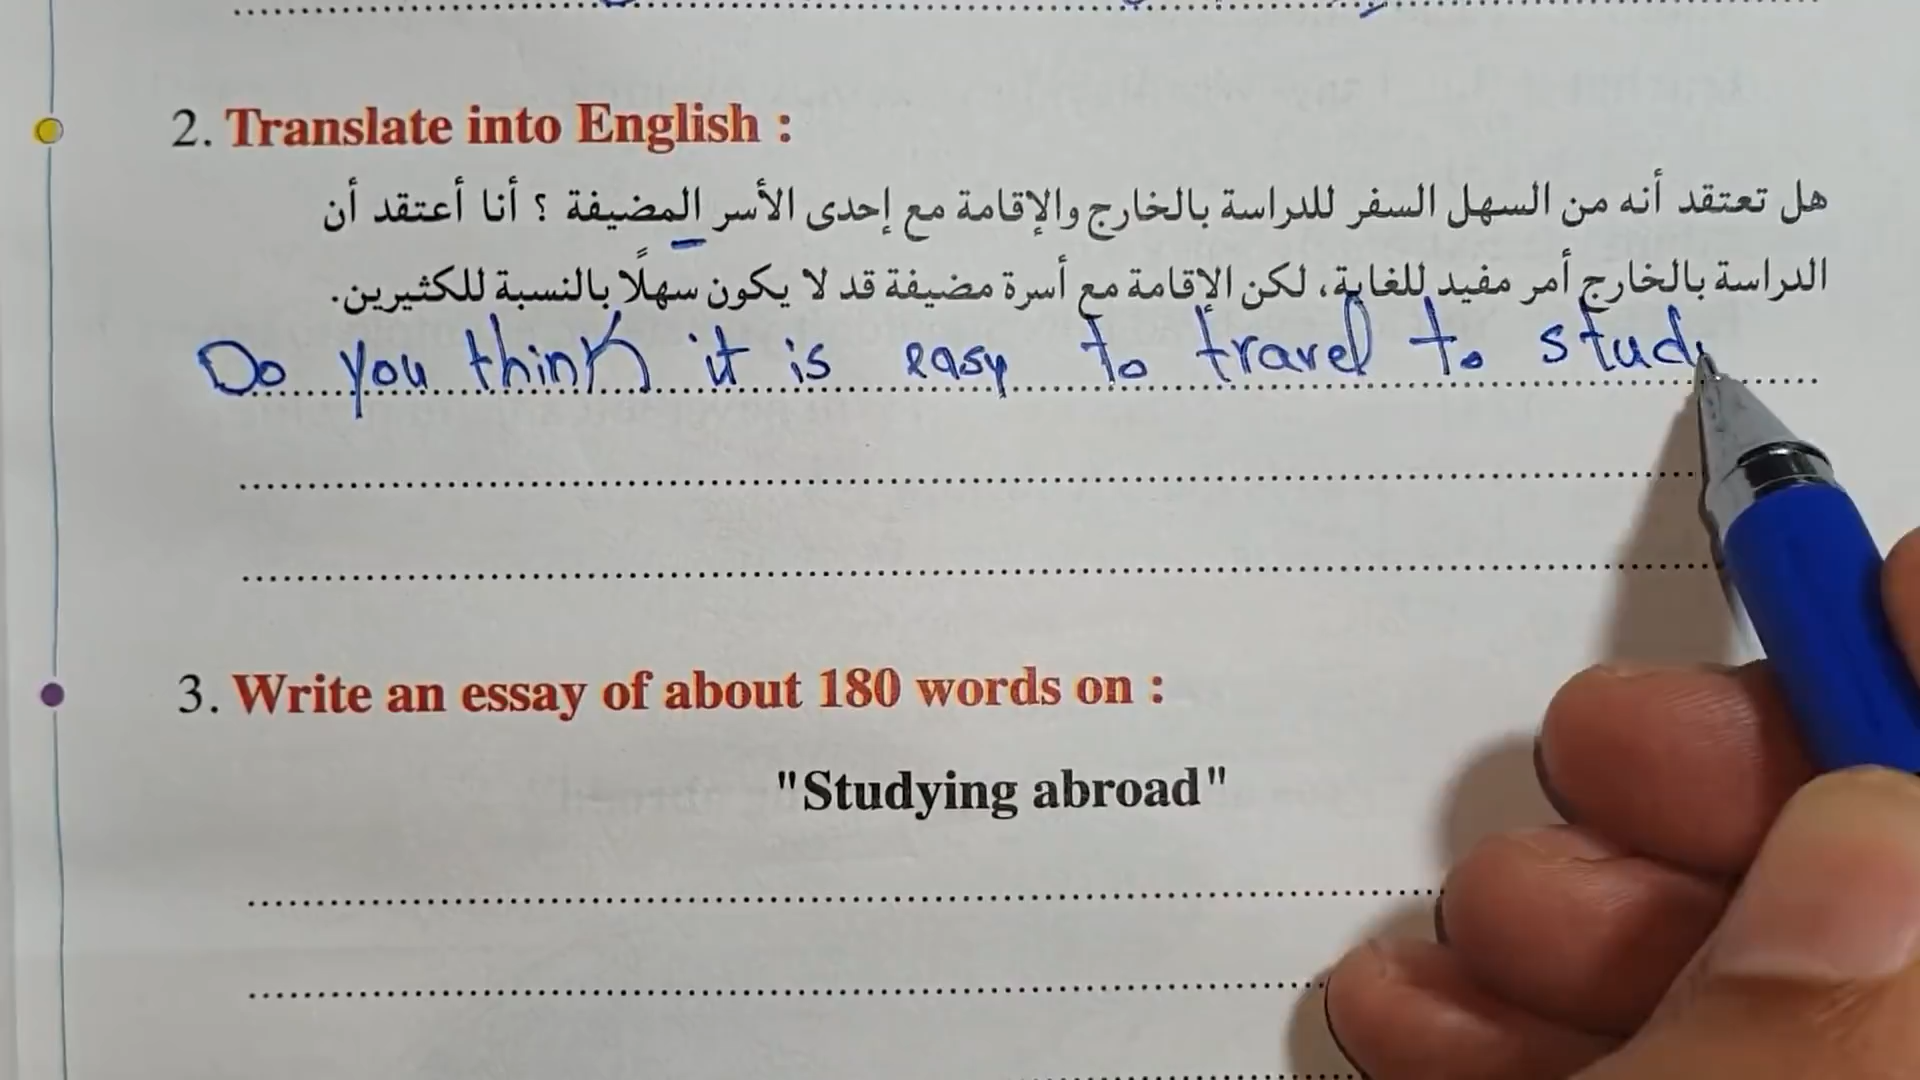 2. Translate into English :
هل تعتقد أنه من السهل السفر للدراسة بالخارج والإقامة مع إحدى الأسر المضيفة ؟ أنا أعتقد أن
الدراسة بالخارج أمر مفيد للغاية، لكن الإقامة مع أسرة مضيفة قد لا يكون سهلًا بالنسبة للكثيرين.
Do you think it is easy to travel to stud
3. Write an essay of about 180 words on :
"Studying abroad"